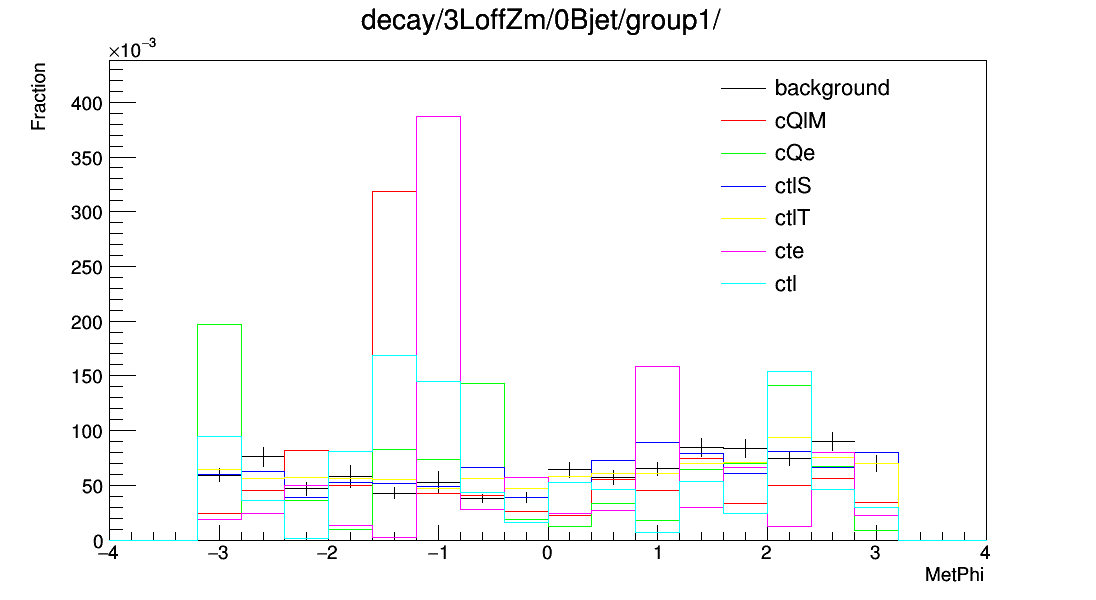 decay/3LoffZm/0Bjet/group1/
×10⁻³
Fraction
400
350
300
250
200
150
100
50
0
background
cQlM
cQe
ctlS
ctlT
cte
ctl
−4 −3 −2 −1 0 1 2 3 4
MetPhi